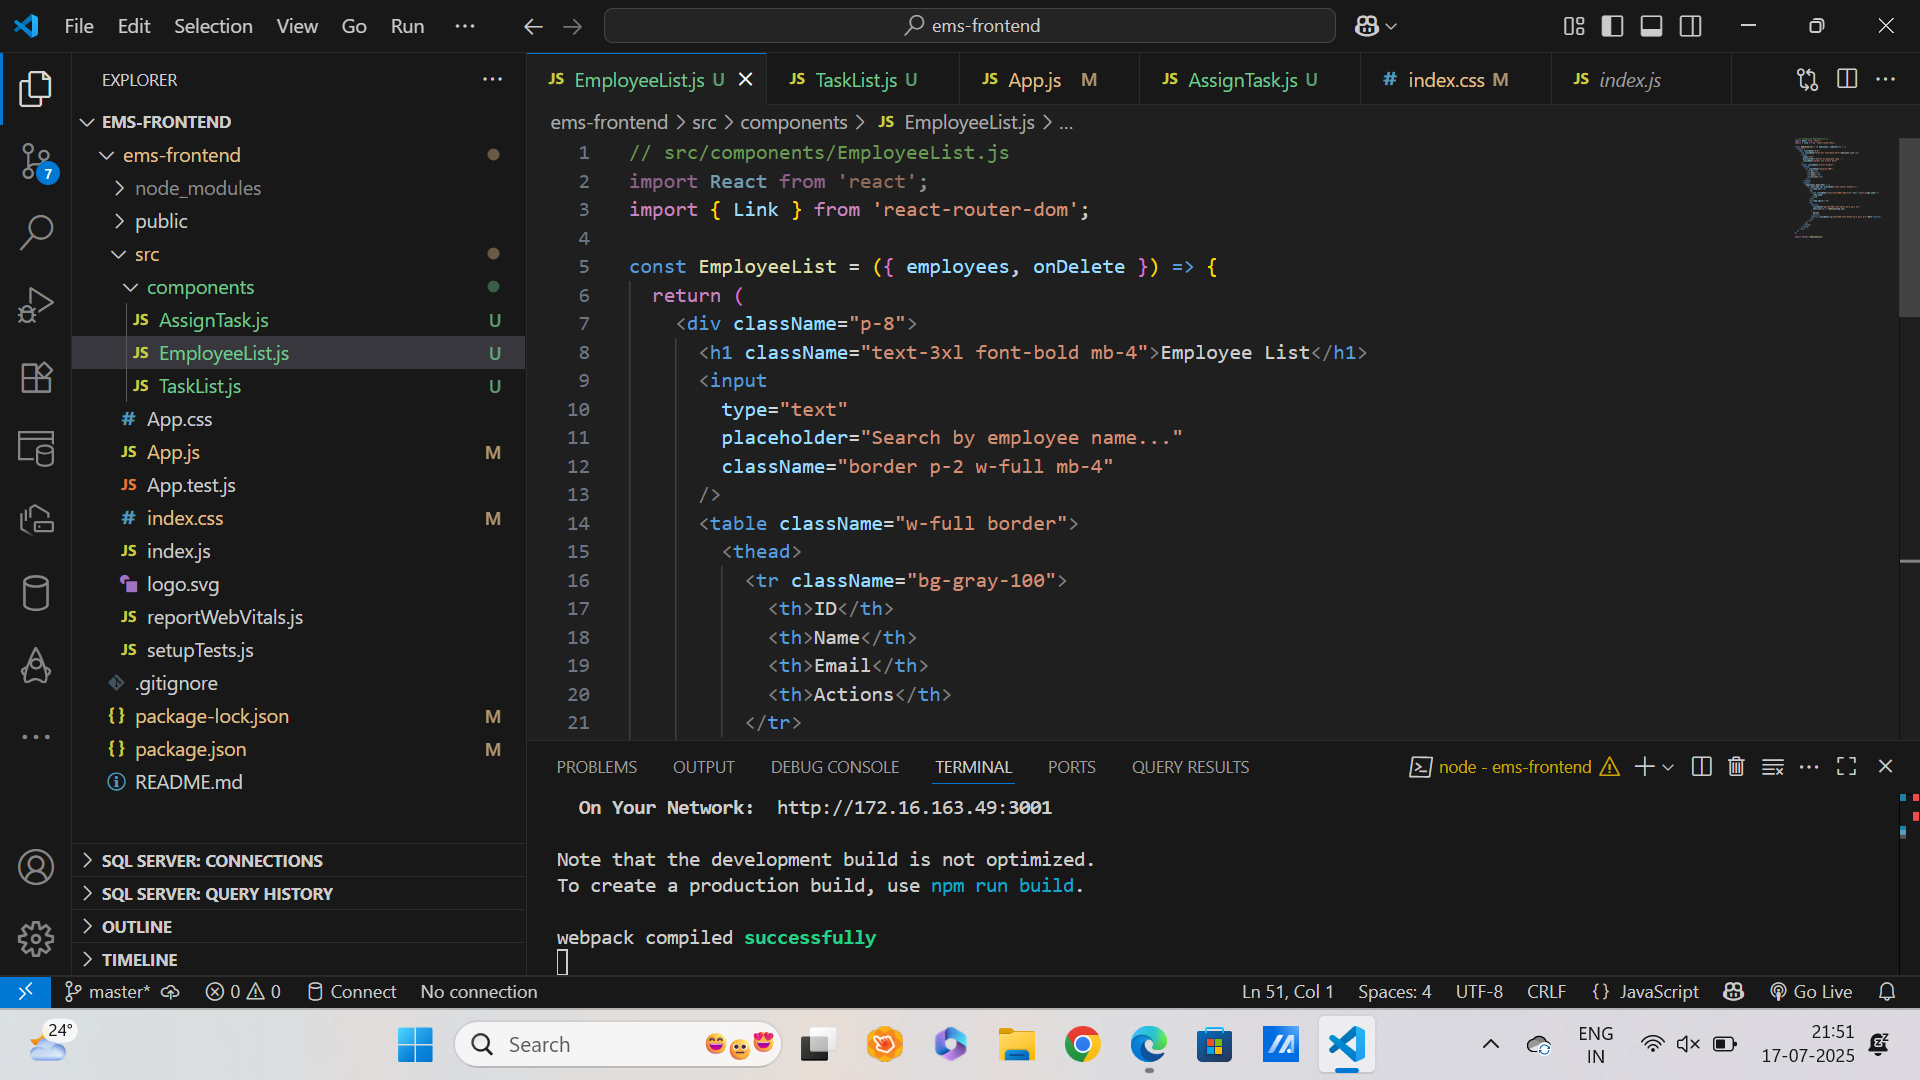 File Edit Selection View Go Run ···
ems-frontend
EXPLORER
EMS-FRONTEND
ems-frontend
node_modules
public
src
components
JS AssignTask.js U
JS EmployeeList.js U
JS TaskList.js U
# App.css
JS App.js M
JS App.test.js
# index.css M
JS index.js
logo.svg
JS reportWebVitals.js
JS setupTests.js
.gitignore
{} package-lock.json M
{} package.json M
README.md
SQL SERVER: CONNECTIONS
SQL SERVER: QUERY HISTORY
OUTLINE
TIMELINE
7
JS EmployeeList.js U JS TaskList.js U JS App.js M JS AssignTask.js U # index.css M JS index.js
ems-frontend > src > components > JS EmployeeList.js > ...
1 // src/components/EmployeeList.js
2 import React from 'react';
3 import { Link } from 'react-router-dom';
4
5 const EmployeeList = ({ employees, onDelete }) => {
6 return (
7 <div className="p-8">
8 <h1 className="text-3xl font-bold mb-4">Employee List</h1>
9 <input
10 type="text"
11 placeholder="Search by employee name..."
12 className="border p-2 w-full mb-4"
13 />
14 <table className="w-full border">
15 <thead>
16 <tr className="bg-gray-100">
17 <th>ID</th>
18 <th>Name</th>
19 <th>Email</th>
20 <th>Actions</th>
21 </tr>
PROBLEMS OUTPUT DEBUG CONSOLE TERMINAL PORTS QUERY RESULTS
node - ems-frontend
On Your Network: http://172.16.163.49:3001
Note that the development build is not optimized.
To create a production build, use npm run build.
webpack compiled successfully
master* 0 0 Connect No connection
Ln 51, Col 1 Spaces: 4 UTF-8 CRLF {} JavaScript Go Live
24°
Search
ENG
IN
21:51
17-07-2025